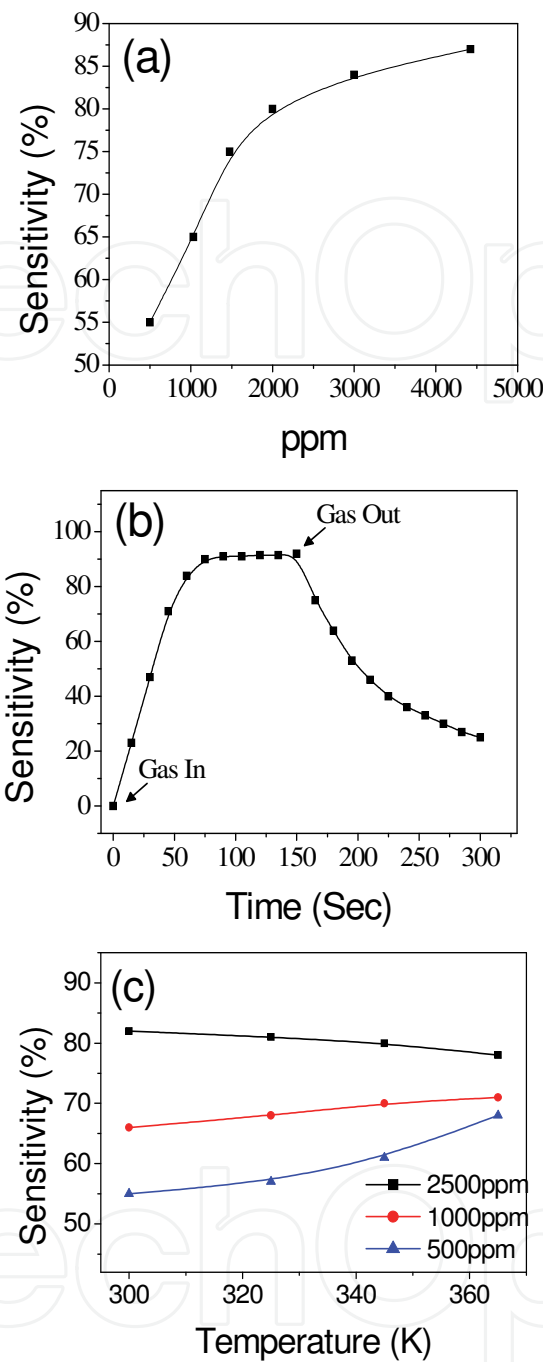 (a)
90
85
80
75
70
65
60
55
50
Sensitivity (%)
0 1000 2000 3000 4000 5000
ppm
(b)
Gas Out
100
80
60
40
20
0
Sensitivity (%)
Gas In
0 50 100 150 200 250 300
Time (Sec)
(c)
90
80
70
60
50
Sensitivity (%)
2500ppm
1000ppm
500ppm
300 320 340 360
Temperature (K)